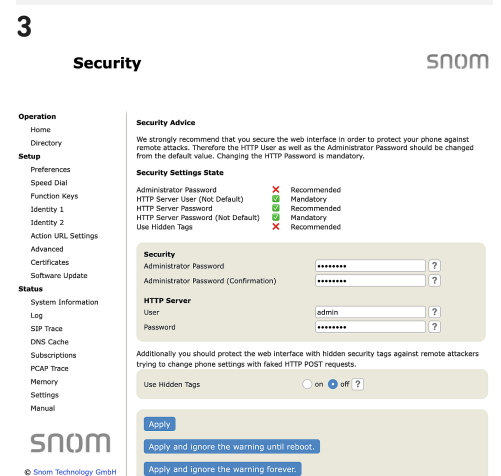 3
Security
snom
Operation
Home
Directory
Setup
Preferences
Speed Dial
Function Keys
Identity 1
Identity 2
Action URL Settings
Advanced
Certificates
Software Update
Status
System Information
Log
SIP Trace
DNS Cache
Subscriptions
PCAP Trace
Memory
Settings
Manual
snom
© Snom Technology GmbH
Security Advice
We strongly recommend that you secure the web interface in order to protect your phone against
remote attacks. Therefore the HTTP User as well as the Administrator Password should be changed
from the default value. Changing the HTTP Password is mandatory.
Security Settings State
Administrator Password ❌ Recommended
HTTP Server User (Not Default) ✅ Mandatory
HTTP Server Password ✅ Recommended
HTTP Server Password (Not Default) ✅ Mandatory
Use Hidden Tags ❌ Recommended
Security
Administrator Password •••••••• ?
Administrator Password (Confirmation) •••••••• ?
HTTP Server
User admin ?
Password •••••••• ?
Additionally you should protect the web interface with hidden security tags against remote attackers
trying to change phone settings with faked HTTP POST requests.
Use Hidden Tags on off ?
Apply
Apply and ignore the warning until reboot.
Apply and ignore the warning forever.